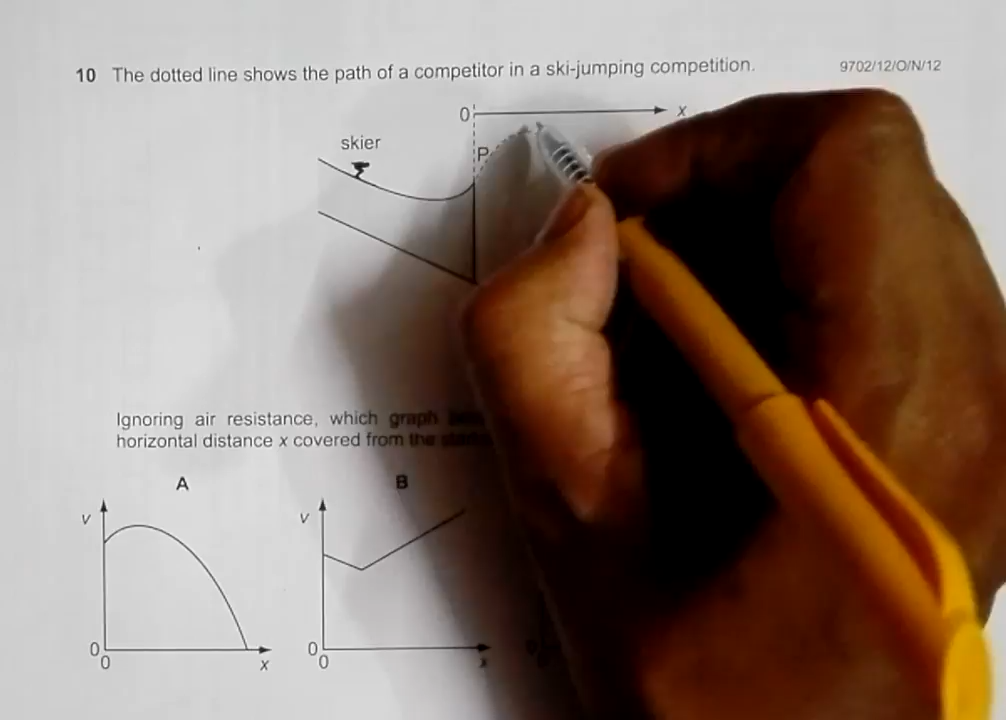 10 The dotted line shows the path of a competitor in a ski-jumping competition. 9702/12/O/N/12
0 x
skier
P
Ignoring air resistance, which graph
horizontal distance x covered from the
A B
v v
0 0
0 x 0 x